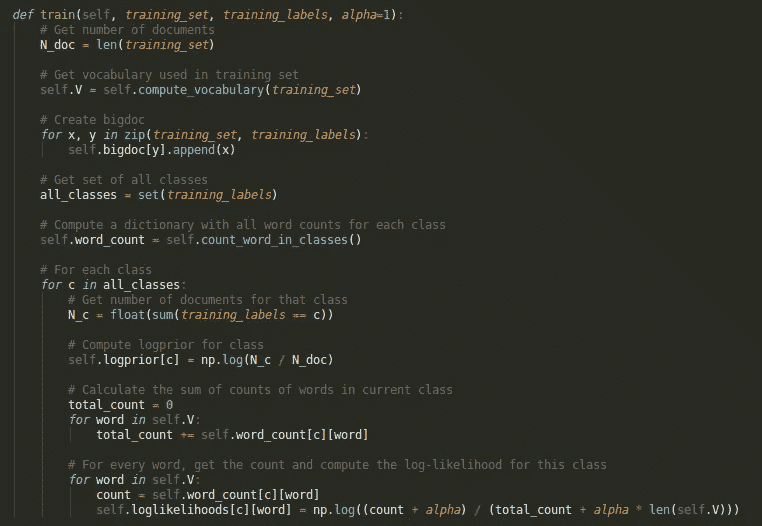 def train(self, training_set, training_labels, alpha=1):
    # Get number of documents
    N_doc = len(training_set)

    # Get vocabulary used in training set
    self.V = self.compute_vocabulary(training_set)

    # Create bigdoc
    for x, y in zip(training_set, training_labels):
        self.bigdoc[y].append(x)

    # Get set of all classes
    all_classes = set(training_labels)

    # Compute a dictionary with all word counts for each class
    self.word_count = self.count_word_in_classes()

    # For each class
    for c in all_classes:
        # Get number of documents for that class
        N_c = float(sum(training_labels == c))

        # Compute logprior for class
        self.logprior[c] = np.log(N_c / N_doc)

        # Calculate the sum of counts of words in current class
        total_count = 0
        for word in self.V:
            total_count += self.word_count[c][word]

        # For every word, get the count and compute the log-likelihood for this class
        for word in self.V:
            count = self.word_count[c][word]
            self.loglikelihoods[c][word] = np.log((count + alpha) / (total_count + alpha * len(self.V)))